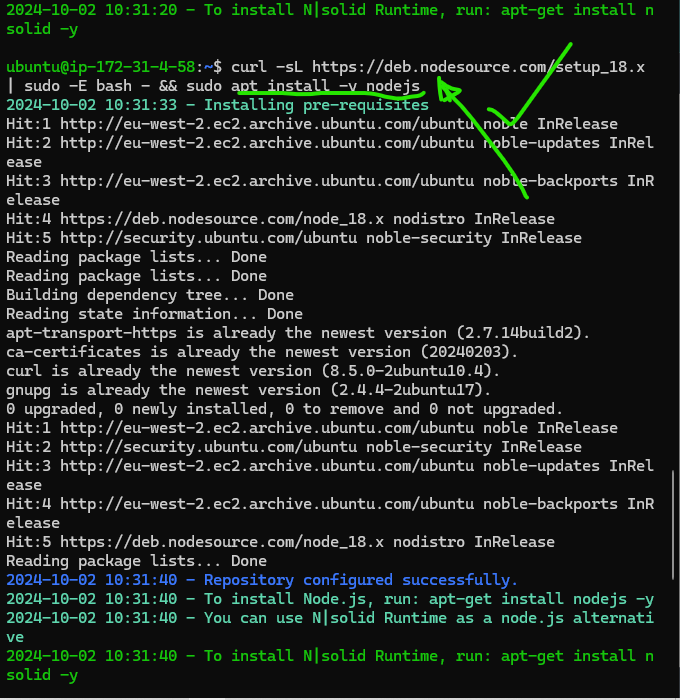 2024-10-02 10:31:20 - To install N|solid Runtime, run: apt-get install n
solid -y
ubuntu@ip-172-31-4-58:~$ curl -sL https://deb.nodesource.com/setup_18.x
| sudo -E bash - && sudo apt install -y nodejs
2024-10-02 10:31:33 - Installing pre-requisites
Hit:1 http://eu-west-2.ec2.archive.ubuntu.com/ubuntu noble InRelease
Hit:2 http://eu-west-2.ec2.archive.ubuntu.com/ubuntu noble-updates InRel
ease
Hit:3 http://eu-west-2.ec2.archive.ubuntu.com/ubuntu noble-backports InR
elease
Hit:4 https://deb.nodesource.com/node_18.x nodistro InRelease
Hit:5 http://security.ubuntu.com/ubuntu noble-security InRelease
Reading package lists... Done
Reading package lists... Done
Building dependency tree... Done
Reading state information... Done
apt-transport-https is already the newest version (2.7.14build2).
ca-certificates is already the newest version (20240203).
curl is already the newest version (8.5.0-2ubuntu10.4).
gnupg is already the newest version (2.4.4-2ubuntu17).
0 upgraded, 0 newly installed, 0 to remove and 0 not upgraded.
Hit:1 http://eu-west-2.ec2.archive.ubuntu.com/ubuntu noble InRelease
Hit:2 http://security.ubuntu.com/ubuntu noble-security InRelease
Hit:3 http://eu-west-2.ec2.archive.ubuntu.com/ubuntu noble-updates InRel
ease
Hit:4 http://eu-west-2.ec2.archive.ubuntu.com/ubuntu noble-backports InR
elease
Hit:5 https://deb.nodesource.com/node_18.x nodistro InRelease
Reading package lists... Done
2024-10-02 10:31:40 - Repository configured successfully.
2024-10-02 10:31:40 - To install Node.js, run: apt-get install nodejs -y
2024-10-02 10:31:40 - You can use N|solid Runtime as a node.js alternati
ve
2024-10-02 10:31:40 - To install N|solid Runtime, run: apt-get install n
solid -y